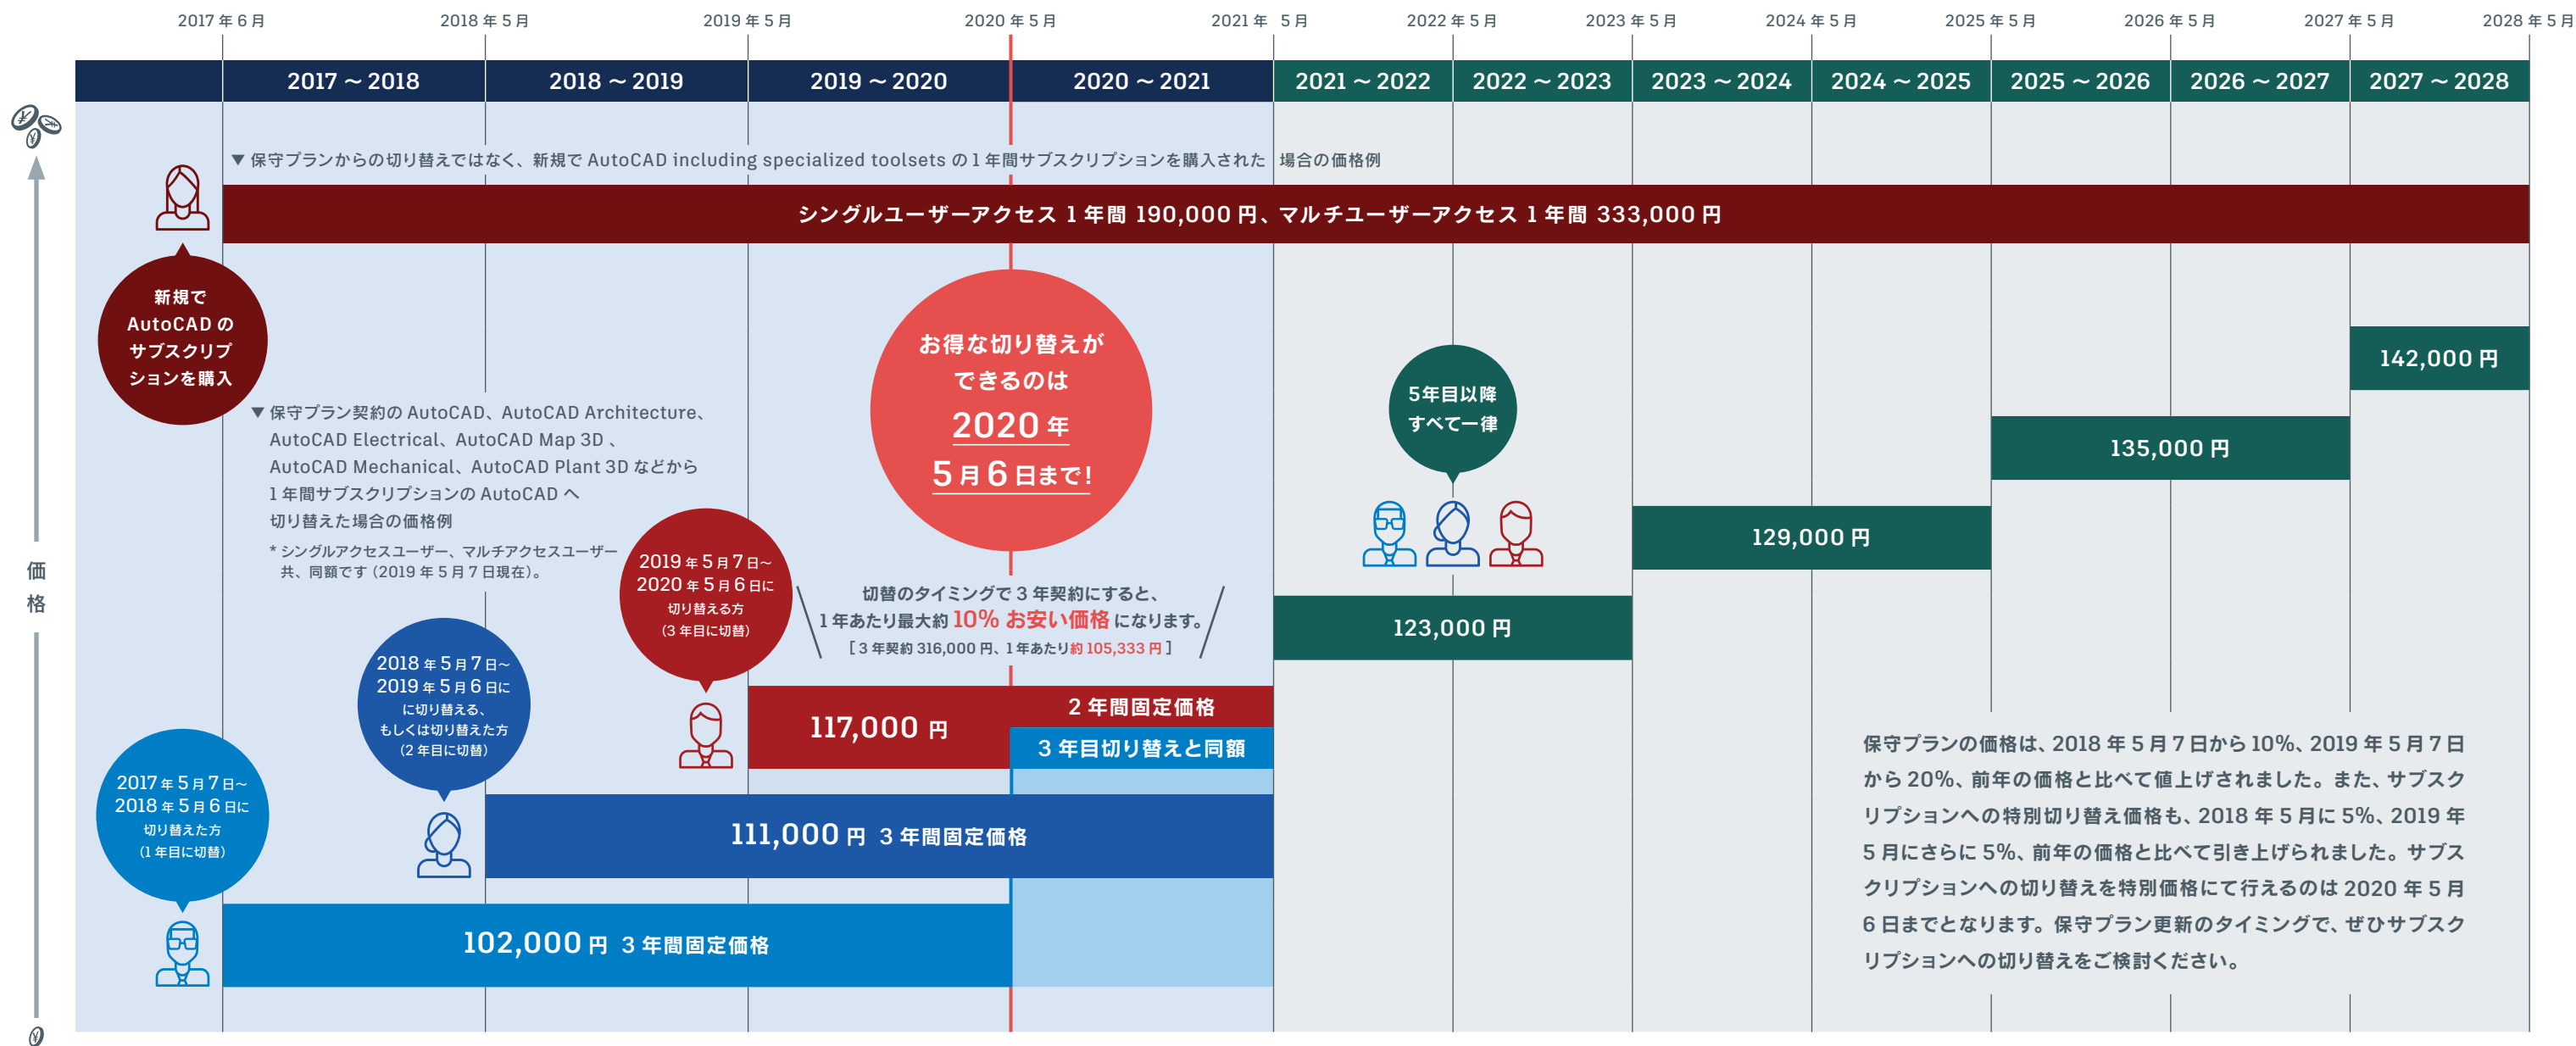 2017 年 6 月
2018 年 5 月
2019 年 5 月
2020 年 5 月
2021 年 5 月
2022 年 5 月
2023 年 5 月
2024 年 5 月
2025 年 5 月
2026 年 5 月
2027 年 5 月
2028 年 5 月
2017 ～ 2018
2018 ～ 2019
2019 ～ 2020
2020 ～ 2021
2021 ～ 2022
2022 ～ 2023
2023 ～ 2024
2024 ～ 2025
2025 ～ 2026
2026 ～ 2027
2027 ～ 2028
▼ 保守プランからの切り替えではなく、新規で AutoCAD including specialized toolsets の 1 年間サブスクリプションを購入された 場合の価格例
シングルユーザーアクセス 1 年間 190,000 円、マルチユーザーアクセス 1 年間 333,000 円
新規で
AutoCAD の
サブスクリプ
ションを購入
▼ 保守プラン契約の AutoCAD、AutoCAD Architecture、
AutoCAD Electrical、AutoCAD Map 3D 、
AutoCAD Mechanical、AutoCAD Plant 3D などから
1 年間サブスクリプションの AutoCAD へ
切り替えた場合の価格例
* シングルアクセスユーザー、マルチアクセスユーザー
共、同額です（2019 年 5 月 7 日現在）。
お得な切り替えが
できるのは
2020 年
5 月 6 日まで!
5年目以降
すべて一律
142,000 円
135,000 円
129,000 円
123,000 円
価
格
2019 年 5 月 7 日～
2020 年 5 月 6 日に
切り替える方
（3 年目に切替）
切替のタイミングで 3 年契約にすると、
1 年あたり最大約 10% お安い価格 になります。
［ 3 年契約 316,000 円、1 年あたり約 105,333 円 ］
2018 年 5 月 7 日～
2019 年 5 月 6 日に
に切り替える、
もしくは切り替えた方
（2 年目に切替）
117,000 円
2 年間固定価格
3 年目切り替えと同額
2017 年 5 月 7 日～
2018 年 5 月 6 日に
切り替えた方
（1 年目に切替）
111,000 円 3 年間固定価格
102,000 円 3 年間固定価格
保守プランの価格は、2018 年 5 月 7 日から 10%、2019 年 5 月 7 日
から 20%、前年の価格と比べて値上げされました。また、サブスク
リプションへの特別切り替え価格も、2018 年 5 月に 5%、2019 年
5 月にさらに 5%、前年の価格と比べて引き上げられました。サブス
クリプションへの切り替えを特別価格にて行えるのは 2020 年 5 月
6 日までとなります。保守プラン更新のタイミングで、ぜひサブスク
リプションへの切り替えをご検討ください。